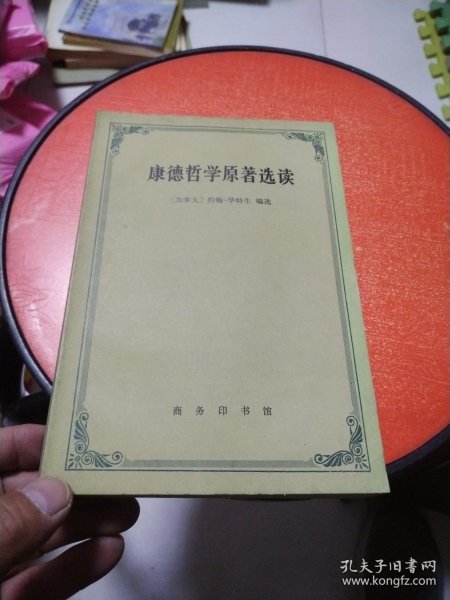 康德哲学原著选读
〔加拿大〕约翰·华特生 编选
商务印书馆
孔夫子旧书网
www.kongfz.com